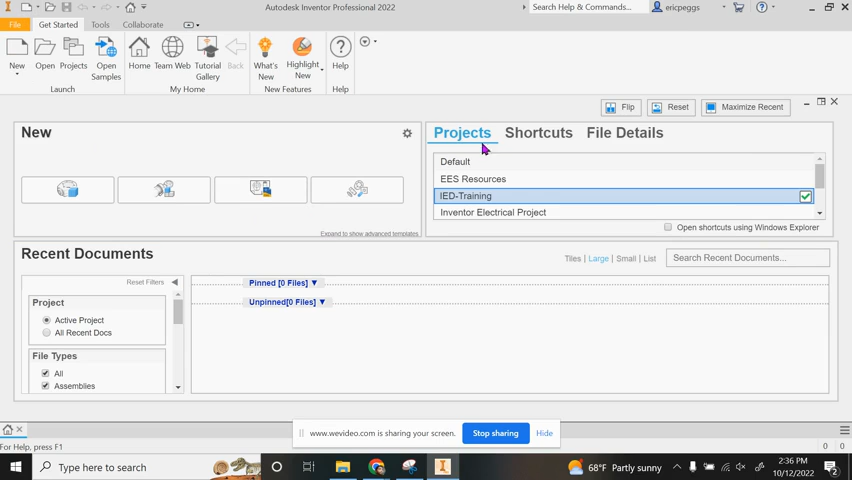 Autodesk Inventor Professional 2022
Search Help & Commands...
ericpeggs
File
Get Started
Tools
Collaborate
New
Open
Projects
Open Samples
Home
Team Web
Tutorial Gallery
Back
What's New
Highlight New
Help
Launch
My Home
New Features
Help
Flip
Reset
Maximize Recent
New
Projects
Shortcuts
File Details
Default
EES Resources
IED-Training
Inventor Electrical Project
Expand to show advanced templates
Open shortcuts using Windows Explorer
Recent Documents
Tiles
Large
Small
List
Search Recent Documents...
Reset Filters
Pinned [0 Files]
Unpinned[0 Files]
Project
Active Project
All Recent Docs
File Types
All
Assemblies
www.wevideo.com is sharing your screen.
Stop sharing
Hide
For Help, press F1
0 0
Type here to search
68°F Partly sunny
2:36 PM
10/12/2022
2